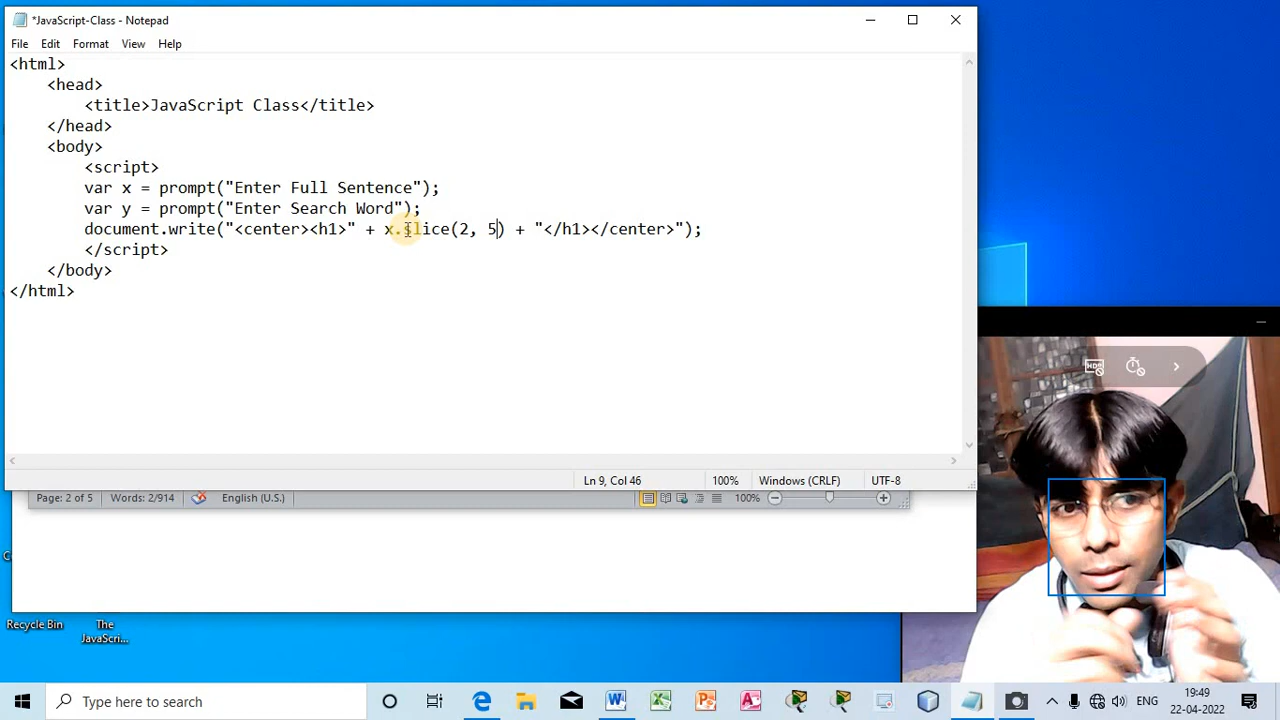 *JavaScript-Class - Notepad
File Edit Format View Help
<html>
<head>
<title>JavaScript Class</title>
</head>
<body>
<script>
var x = prompt("Enter Full Sentence");
var y = prompt("Enter Search Word");
document.write("<center><h1>" + x.slice(2, 5) + "</h1></center>");
</script>
</body>
</html>
HDR
Ln 9, Col 46 100% Windows (CRLF) UTF-8
Page: 2 of 5 Words: 2/914 English (U.S.) 100%
Recycle Bin
The
JavaScri...
Type here to search
ENG
19:49
22-04-2022